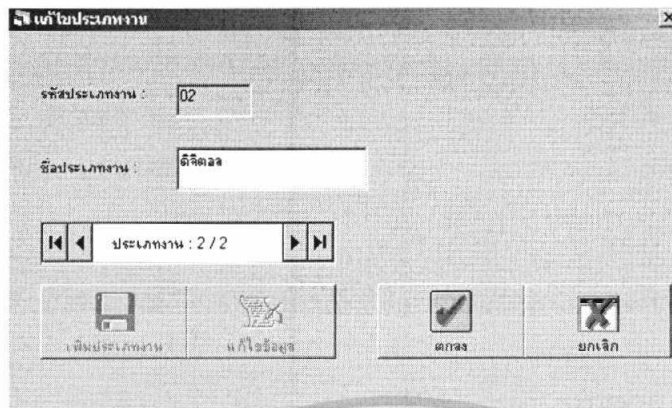 แก้ไขประเภทงาน
รหัสประเภทงาน : 02
ชื่อประเภทงาน : ดิจิตอล
ประเภทงาน : 2 / 2
เพิ่มประเภทงาน แก้ไขข้อมูล ตกลง ยกเลิก